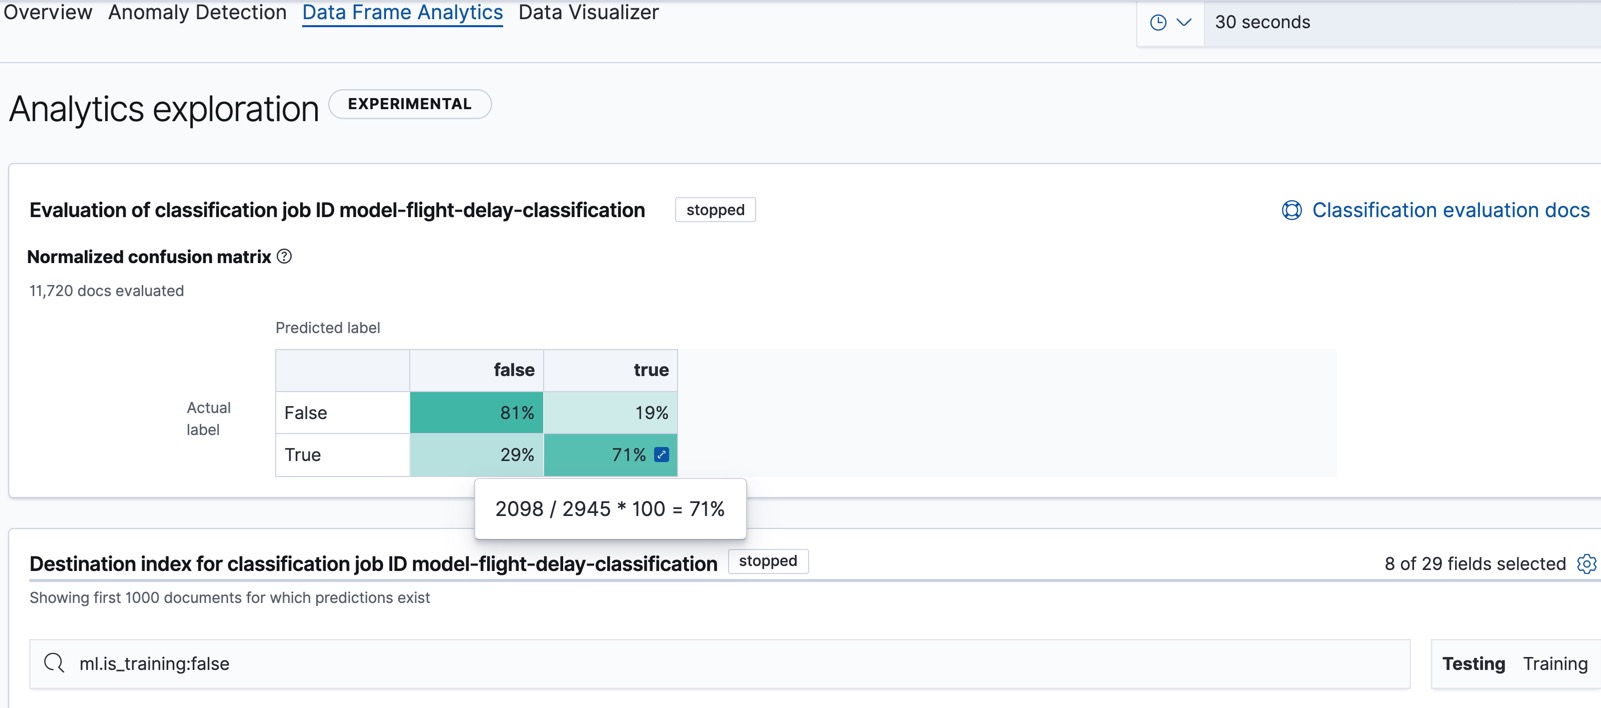 Overview Anomaly Detection Data Frame Analytics Data Visualizer
30 seconds
Analytics exploration EXPERIMENTAL
Evaluation of classification job ID model-flight-delay-classification stopped Classification evaluation docs
Normalized confusion matrix
11,720 docs evaluated
Predicted label
false true
Actual label
False 81% 19%
True 29% 71%
2098 / 2945 * 100 = 71%
Destination index for classification job ID model-flight-delay-classification stopped 8 of 29 fields selected
Showing first 1000 documents for which predictions exist
ml.is_training:false Testing Training